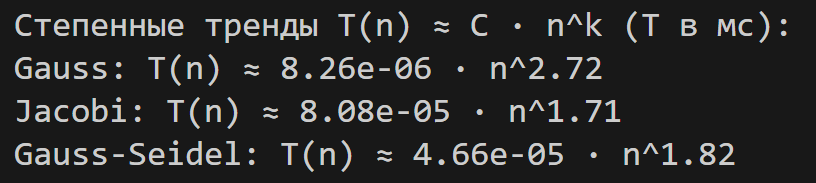 Степенные тренды T(n) ≈ C · n^k (T в мс):
Gauss: T(n) ≈ 8.26e-06 · n^2.72
Jacobi: T(n) ≈ 8.08e-05 · n^1.71
Gauss-Seidel: T(n) ≈ 4.66e-05 · n^1.82